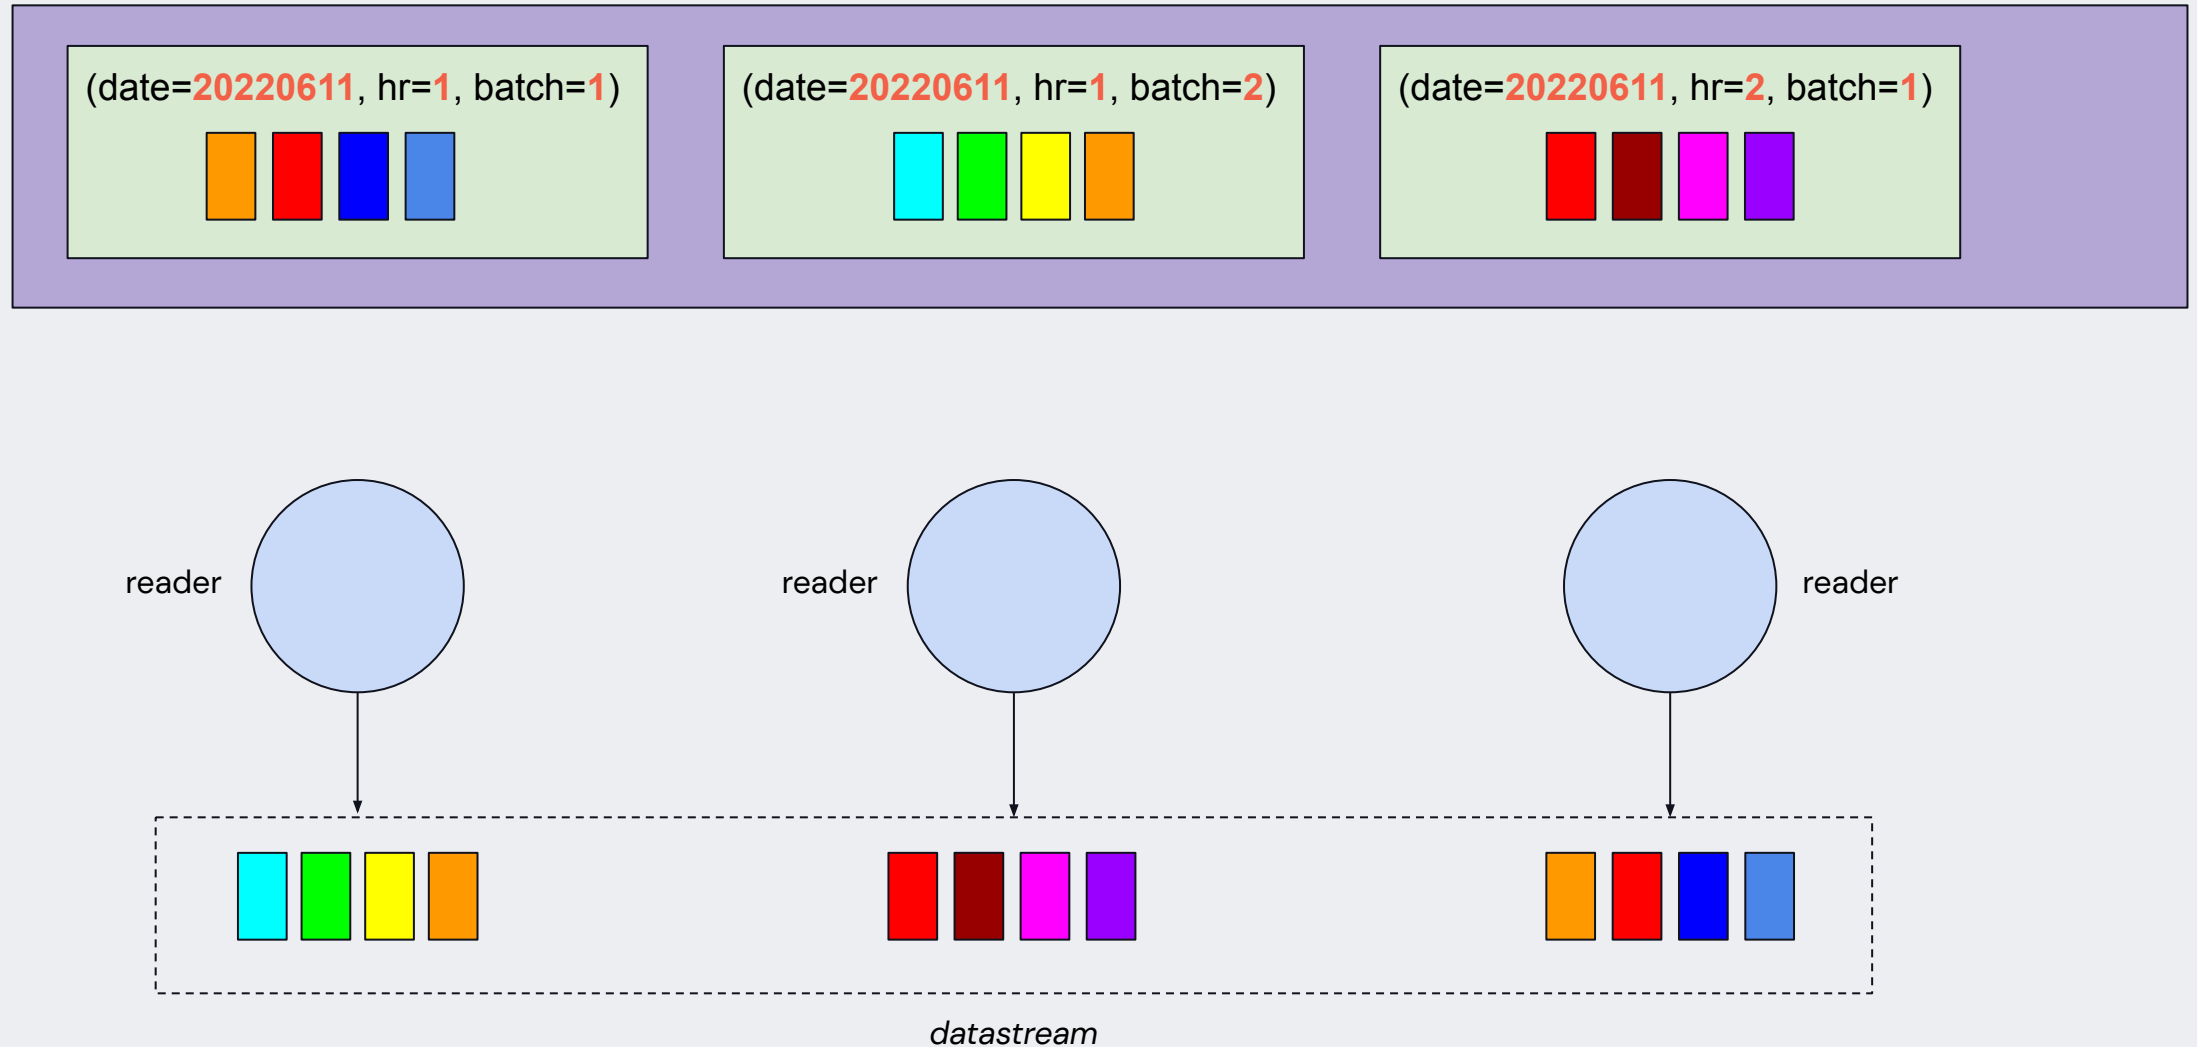 (date=20220611, hr=1, batch=1)
(date=20220611, hr=1, batch=2)
(date=20220611, hr=2, batch=1)
reader
reader
reader
datastream